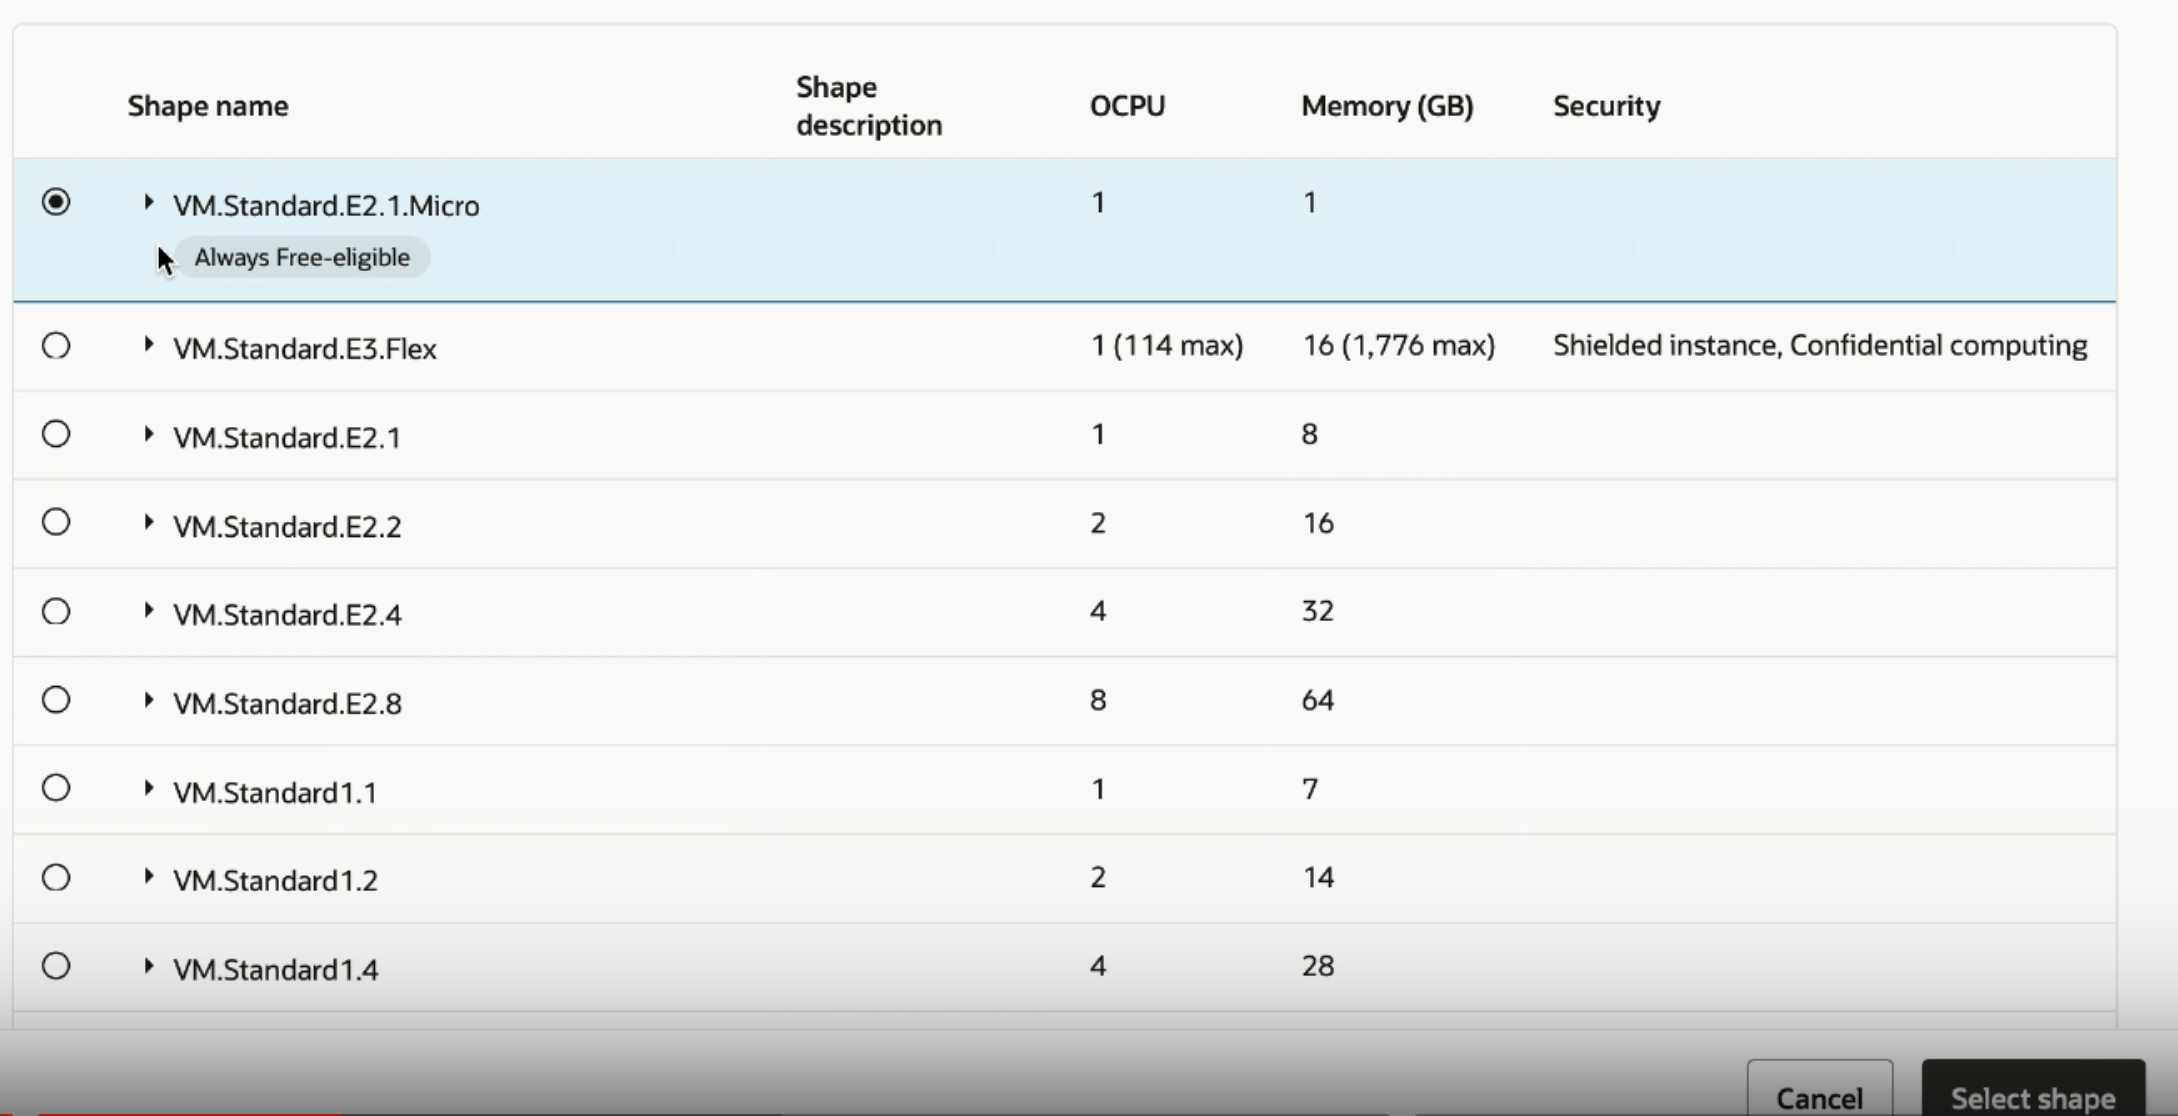 Shape name Shape description OCPU Memory (GB) Security
VM.Standard.E2.1.Micro 1 1
Always Free-eligible
VM.Standard.E3.Flex 1 (114 max) 16 (1,776 max) Shielded instance, Confidential computing
VM.Standard.E2.1 1 8
VM.Standard.E2.2 2 16
VM.Standard.E2.4 4 32
VM.Standard.E2.8 8 64
VM.Standard1.1 1 7
VM.Standard1.2 2 14
VM.Standard1.4 4 28
Cancel Select shape